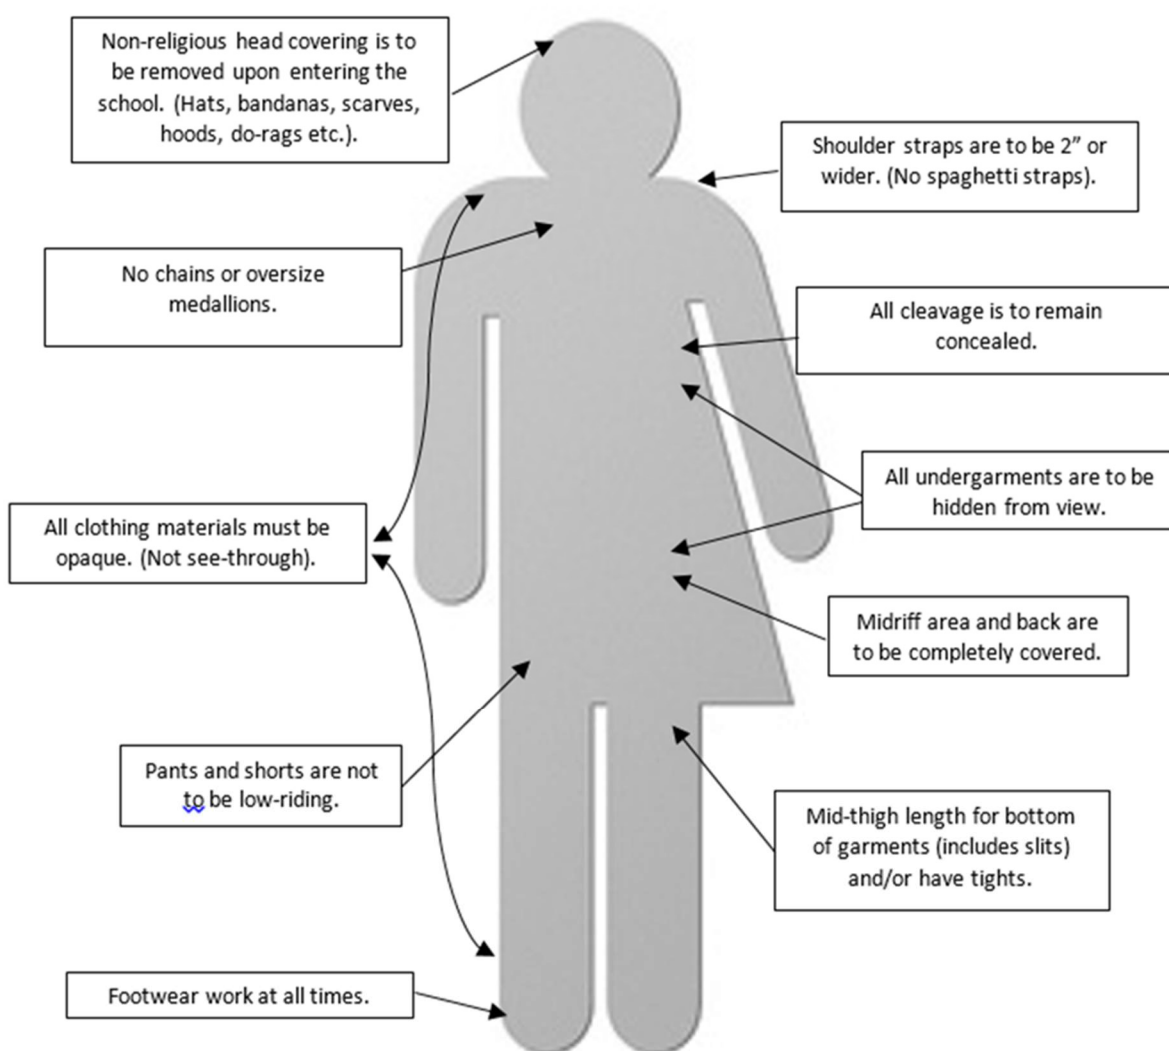 Non-religious head covering is to
be removed upon entering the
school. (Hats, bandanas, scarves,
hoods, do-rags etc.).
Shoulder straps are to be 2” or
wider. (No spaghetti straps).
No chains or oversize
medallions.
All cleavage is to remain
concealed.
All undergarments are to be
hidden from view.
All clothing materials must be
opaque. (Not see-through).
Midriff area and back are
to be completely covered.
Pants and shorts are not
to be low-riding.
Mid-thigh length for bottom
of garments (includes slits)
and/or have tights.
Footwear work at all times.